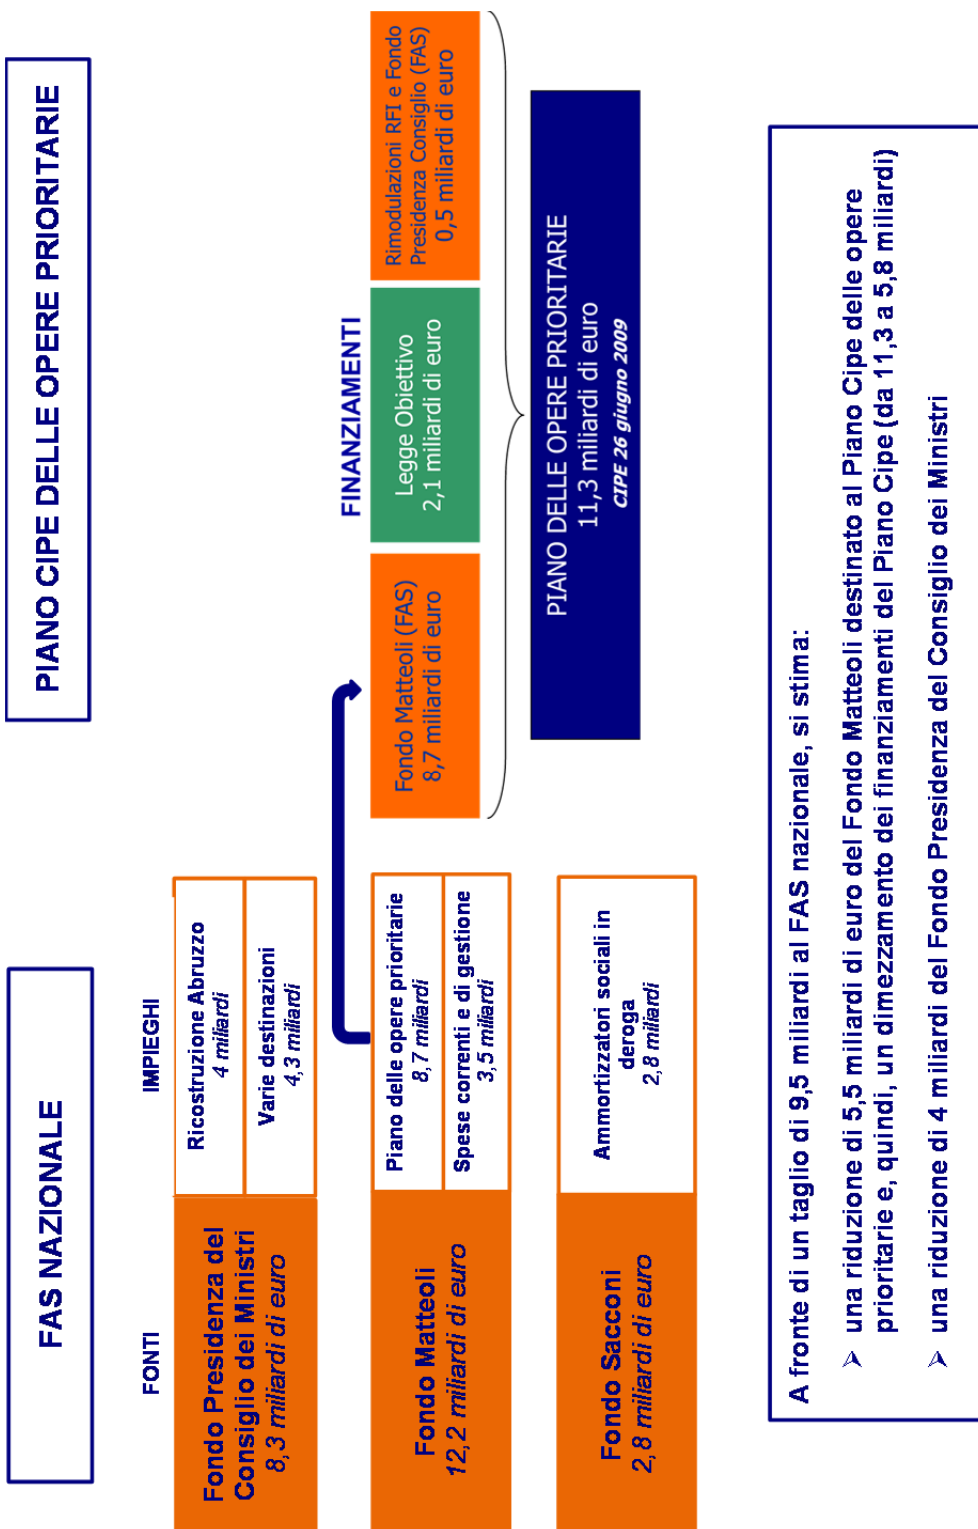 FAS NAZIONALE
PIANO CIPE DELLE OPERE PRIORITARIE
FONTI
IMPIEGHI
Fondo Presidenza del
Consiglio dei Ministri
8,3 miliardi di euro
Ricostruzione Abruzzo
4 miliardi
Varie destinazioni
4,3 miliardi
Fondo Matteoli
12,2 miliardi di euro
Piano delle opere prioritarie
8,7 miliardi
Spese correnti e di gestione
3,5 miliardi
Fondo Sacconi
2,8 miliardi di euro
Ammortizzatori sociali in
deroga
2,8 miliardi
FINANZIAMENTI
Fondo Matteoli (FAS)
8,7 miliardi di euro
Legge Obiettivo
2,1 miliardi di euro
Rimodulazioni RFI e Fondo
Presidenza Consiglio (FAS)
0,5 miliardi di euro
PIANO DELLE OPERE PRIORITARIE
11,3 miliardi di euro
CIPE 26 giugno 2009
A fronte di un taglio di 9,5 miliardi al FAS nazionale, si stima:
➢ una riduzione di 5,5 miliardi di euro del Fondo Matteoli destinato al Piano Cipe delle opere
prioritarie e, quindi, un dimezzamento dei finanziamenti del Piano Cipe (da 11,3 a 5,8 miliardi)
➢ una riduzione di 4 miliardi del Fondo Presidenza del Consiglio dei Ministri